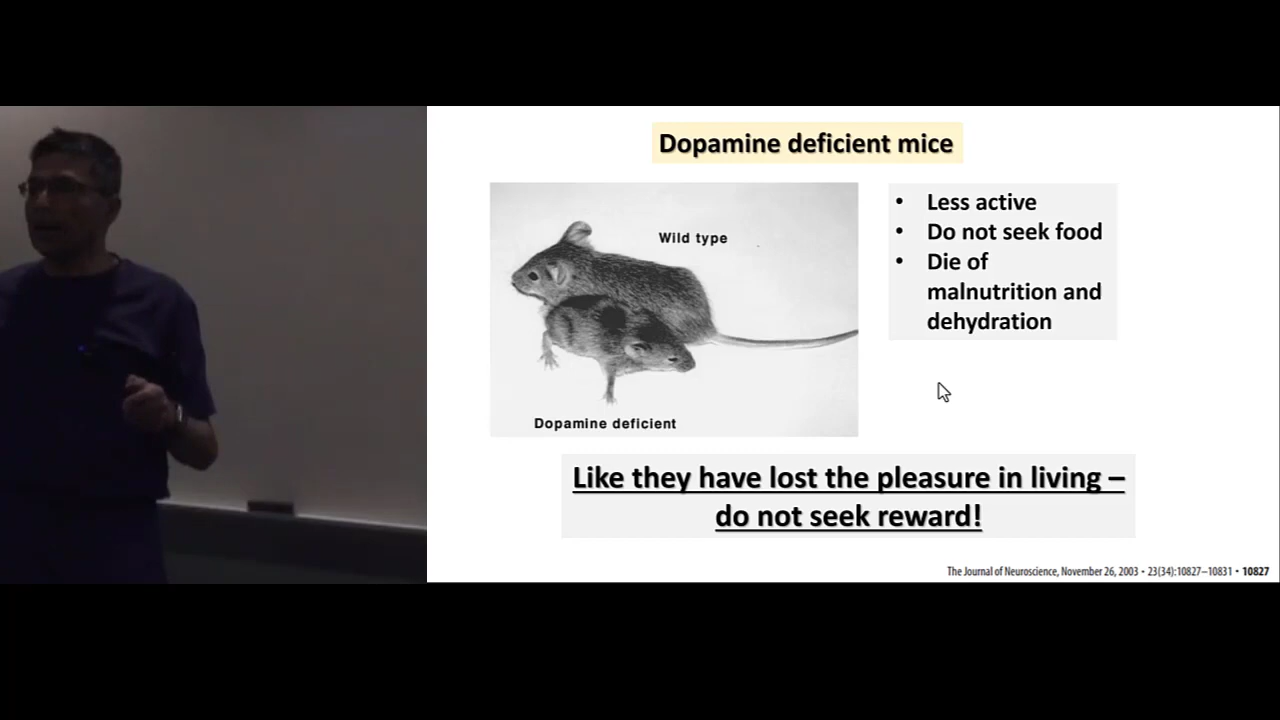 Dopamine deficient mice
Wild type
Dopamine deficient
• Less active
• Do not seek food
• Die of
malnutrition and
dehydration
Like they have lost the pleasure in living –
do not seek reward!
The Journal of Neuroscience, November 26, 2003 • 23(34):10827–10831 • 10827